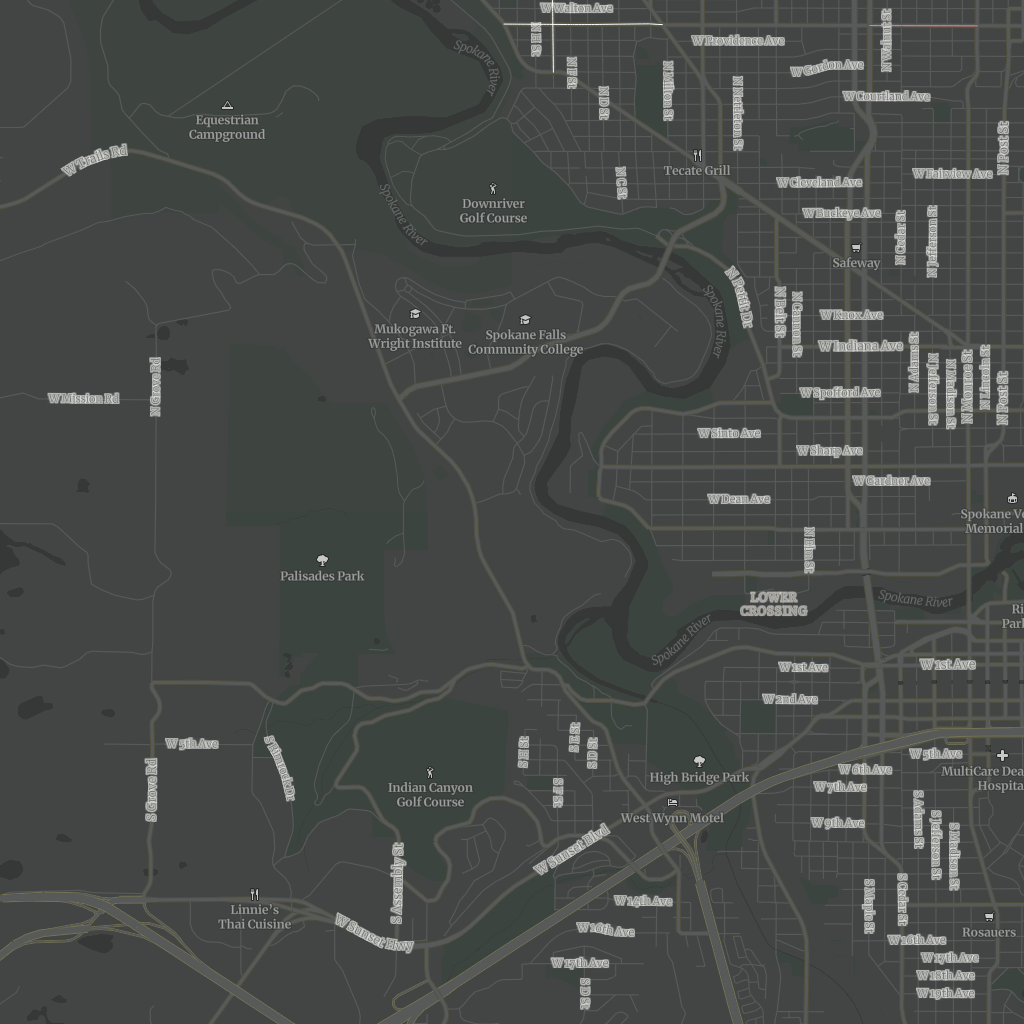 W Walton Ave
N H St
Spokane River
N F St
N D St
N Milton St
W Providence Ave
N Nettleton St
W Gordon Ave
N Walnut St
W Courtland Ave
N Post St
Equestrian
Campground
W Trails Rd
Tecate Grill
N C St
W Cleveland Ave
W Fairview Ave
Downriver
Golf Course
Spokane River
W Buckeye Ave
N Cedar St
N Jefferson St
Safeway
N Pettit Dr
Spokane River
N Belt St
N Cannon St
W Knox Ave
Mukogawa Ft.
Wright Institute
Spokane Falls
Community College
W Indiana Ave
N Adams St
N Jefferson St
N Madison St
N Monroe St
N Lincoln St
N Post St
N Grove Rd
W Mission Rd
W Spofford Ave
W Sinto Ave
W Sharp Ave
W Gardner Ave
W Dean Ave
Spokane Ve
Memorial
N Elm St
Palisades Park
LOWER
CROSSING
Spokane River
Spokane River
Ri
Park
W 1st Ave
W 1st Ave
W 2nd Ave
W 5th Ave
S Rimrock Dr
S H St
S E St
S C St
S F St
S Grove Rd
W 5th Ave
High Bridge Park
W 6th Ave
W 7th Ave
MultiCare Dea
Hospita
Indian Canyon
Golf Course
West Wynn Motel
W 9th Ave
S Adams St
S Jefferson St
S Madison St
W Sunset Blvd
S Assembly St
S Maple St
S Cedar St
W 14th Ave
Linnie's
Thai Cuisine
W Sunset Hwy
W 16th Ave
W 16th Ave
Rosauers
W 17th Ave
W 17th Ave
S D St
W 18th Ave
W 19th Ave